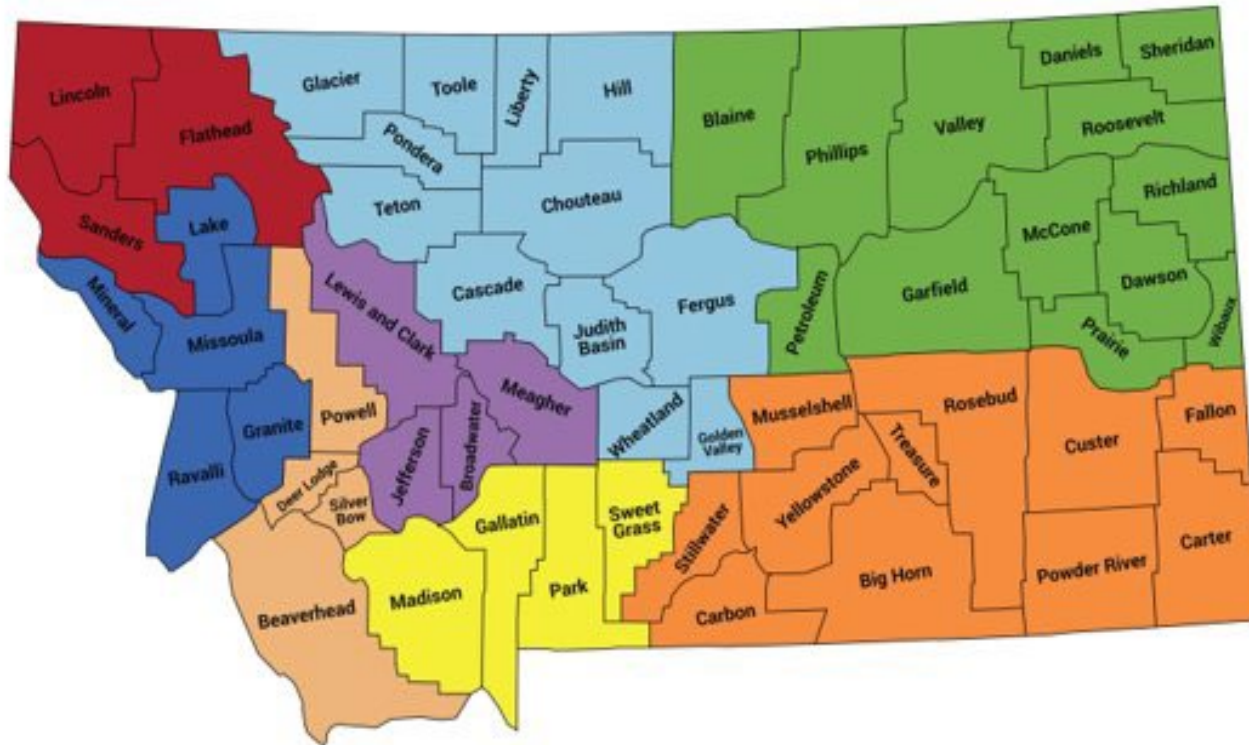 Lincoln
Flathead
Glacier
Toole
Liberty
Hill
Blaine
Phillips
Valley
Daniels
Sheridan
Roosevelt
Richland
Pondera
Teton
Chouteau
Sanders
Lake
McCone
Dawson
Mineral
Missoula
Lewis and Clark
Cascade
Judith
Basin
Fergus
Petroleum
Garfield
Prairie
Wibaux
Ravalli
Granite
Powell
Meagher
Wheatland
Golden
Valley
Musselshell
Rosebud
Treasure
Custer
Fallon
Deer Lodge
Silver
Bow
Jefferson
Broadwater
Gallatin
Sweet
Grass
Stillwater
Yellowstone
Beaverhead
Madison
Park
Carbon
Big Horn
Powder River
Carter